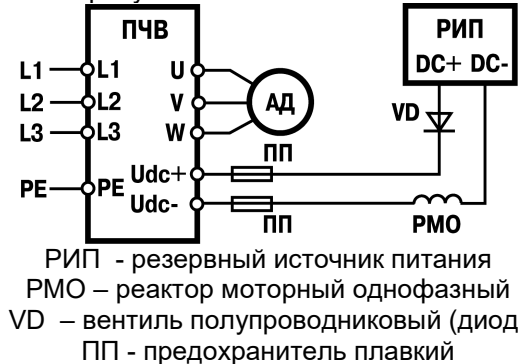 ПЧВ
РИП
DC+ DC-
L1 L1 U
L2 L2 V АД
L3 L3 W
VD
ПП
PE PE Udc+
Udc-
ПП РМО
РИП - резервный источник питания
РМО – реактор моторный однофазный
VD – вентиль полупроводниковый (диод
ПП - предохранитель плавкий